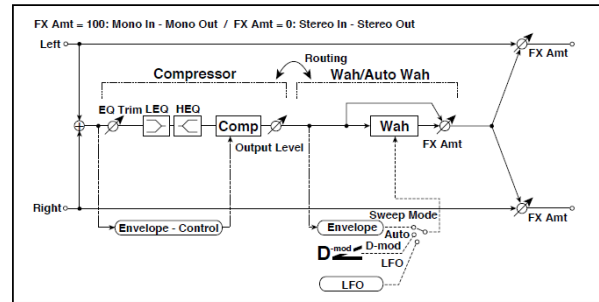 FX Amt = 100: Mono In - Mono Out / FX Amt = 0: Stereo In - Stereo Out
Left
FX Amt
Routing
Compressor
Wah/Auto Wah
EQ Trim
LEQ
HEQ
Comp
Output Level
Wah
FX Amt
Right
FX Amt
Envelope - Control
Envelope
Sweep Mode
Auto
D-mod
D-mod
LFO
LFO